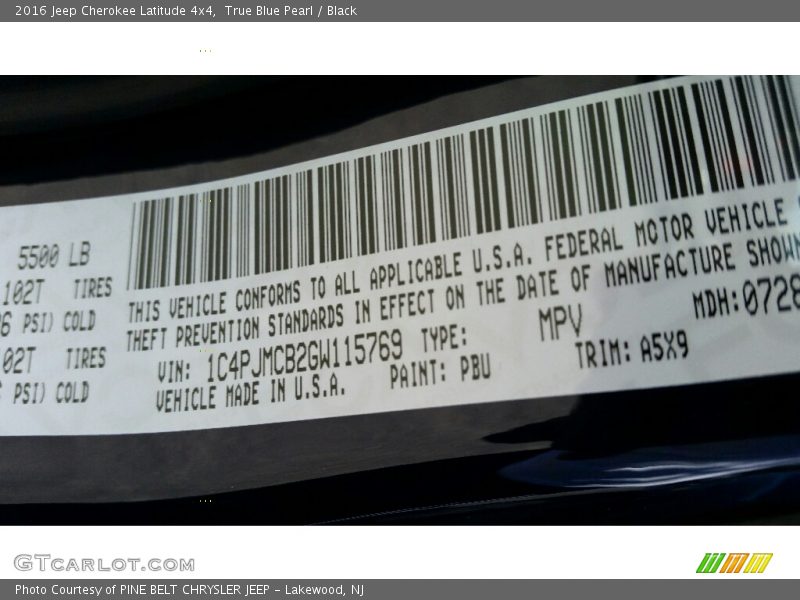 2016 Jeep Cherokee Latitude 4x4,  True Blue Pearl / Black
5500 LB
102T TIRES
PSI) COLD
02T TIRES
PSI) COLD
THIS VEHICLE CONFORMS TO ALL APPLICABLE U.S.A. FEDERAL MOTOR VEHICLE
THEFT PREVENTION STANDARDS IN EFFECT ON THE DATE OF MANUFACTURE SHOWN
VIN: 1C4PJMCB2GW115769 TYPE: MPV MDH: 0728
VEHICLE MADE IN U.S.A. PAINT: PBU TRIM: A5X9
GTCARLOT.COM
Photo Courtesy of PINE BELT CHRYSLER JEEP - Lakewood, NJ